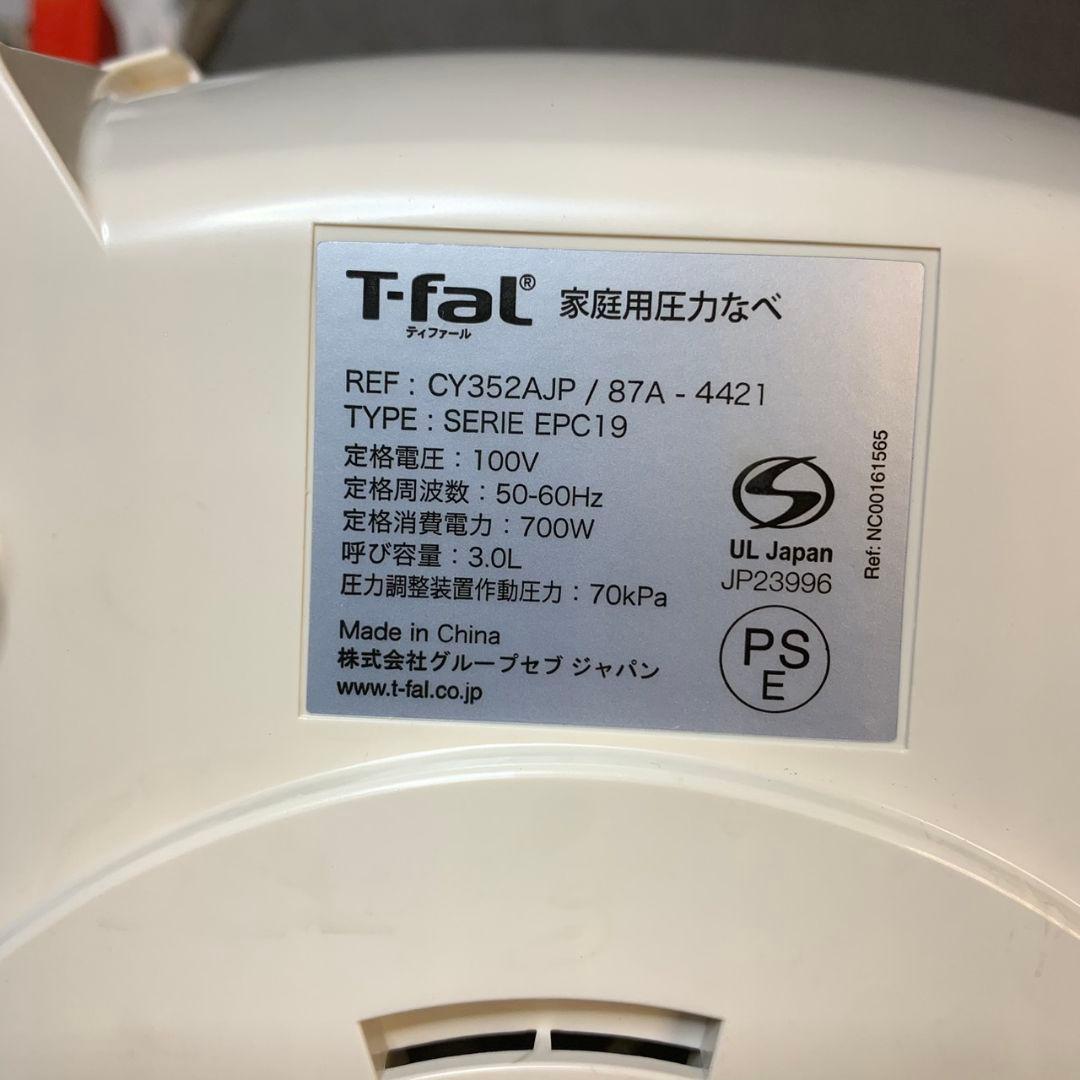 T-fal® 家庭用圧力なべ
ティファール
REF : CY352AJP / 87A - 4421
TYPE : SERIE EPC19
定格電圧 : 100V
定格周波数 : 50-60Hz
定格消費電力 : 700W
呼び容量 : 3.0L
圧力調整装置作動圧力 : 70kPa
Made in China
株式会社グループセブ ジャパン
www.t-fal.co.jp
S
UL Japan
JP23996
PS
E
Ref: NC00161565